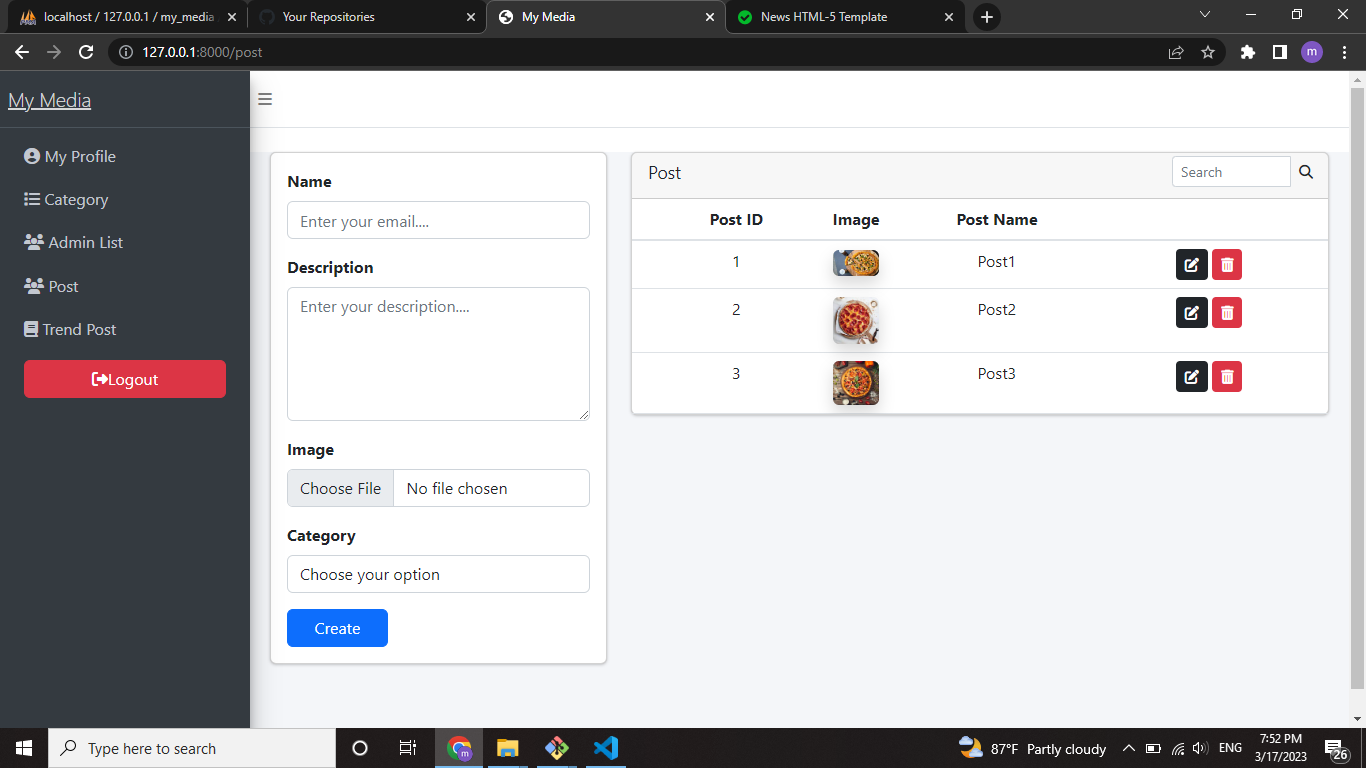 localhost / 127.0.0.1 / my_media
Your Repositories
My Media
News HTML-5 Template
127.0.0.1:8000/post
m
My Media
My Profile
Category
Admin List
Post
Trend Post
Logout
Name
Enter your email....
Description
Enter your description....
Image
Choose File No file chosen
Category
Choose your option
Create
Post
Search
Post ID Image Post Name
1 Post1
2 Post2
3 Post3
Type here to search
m
87°F Partly cloudy
ENG
7:52 PM
3/17/2023
26